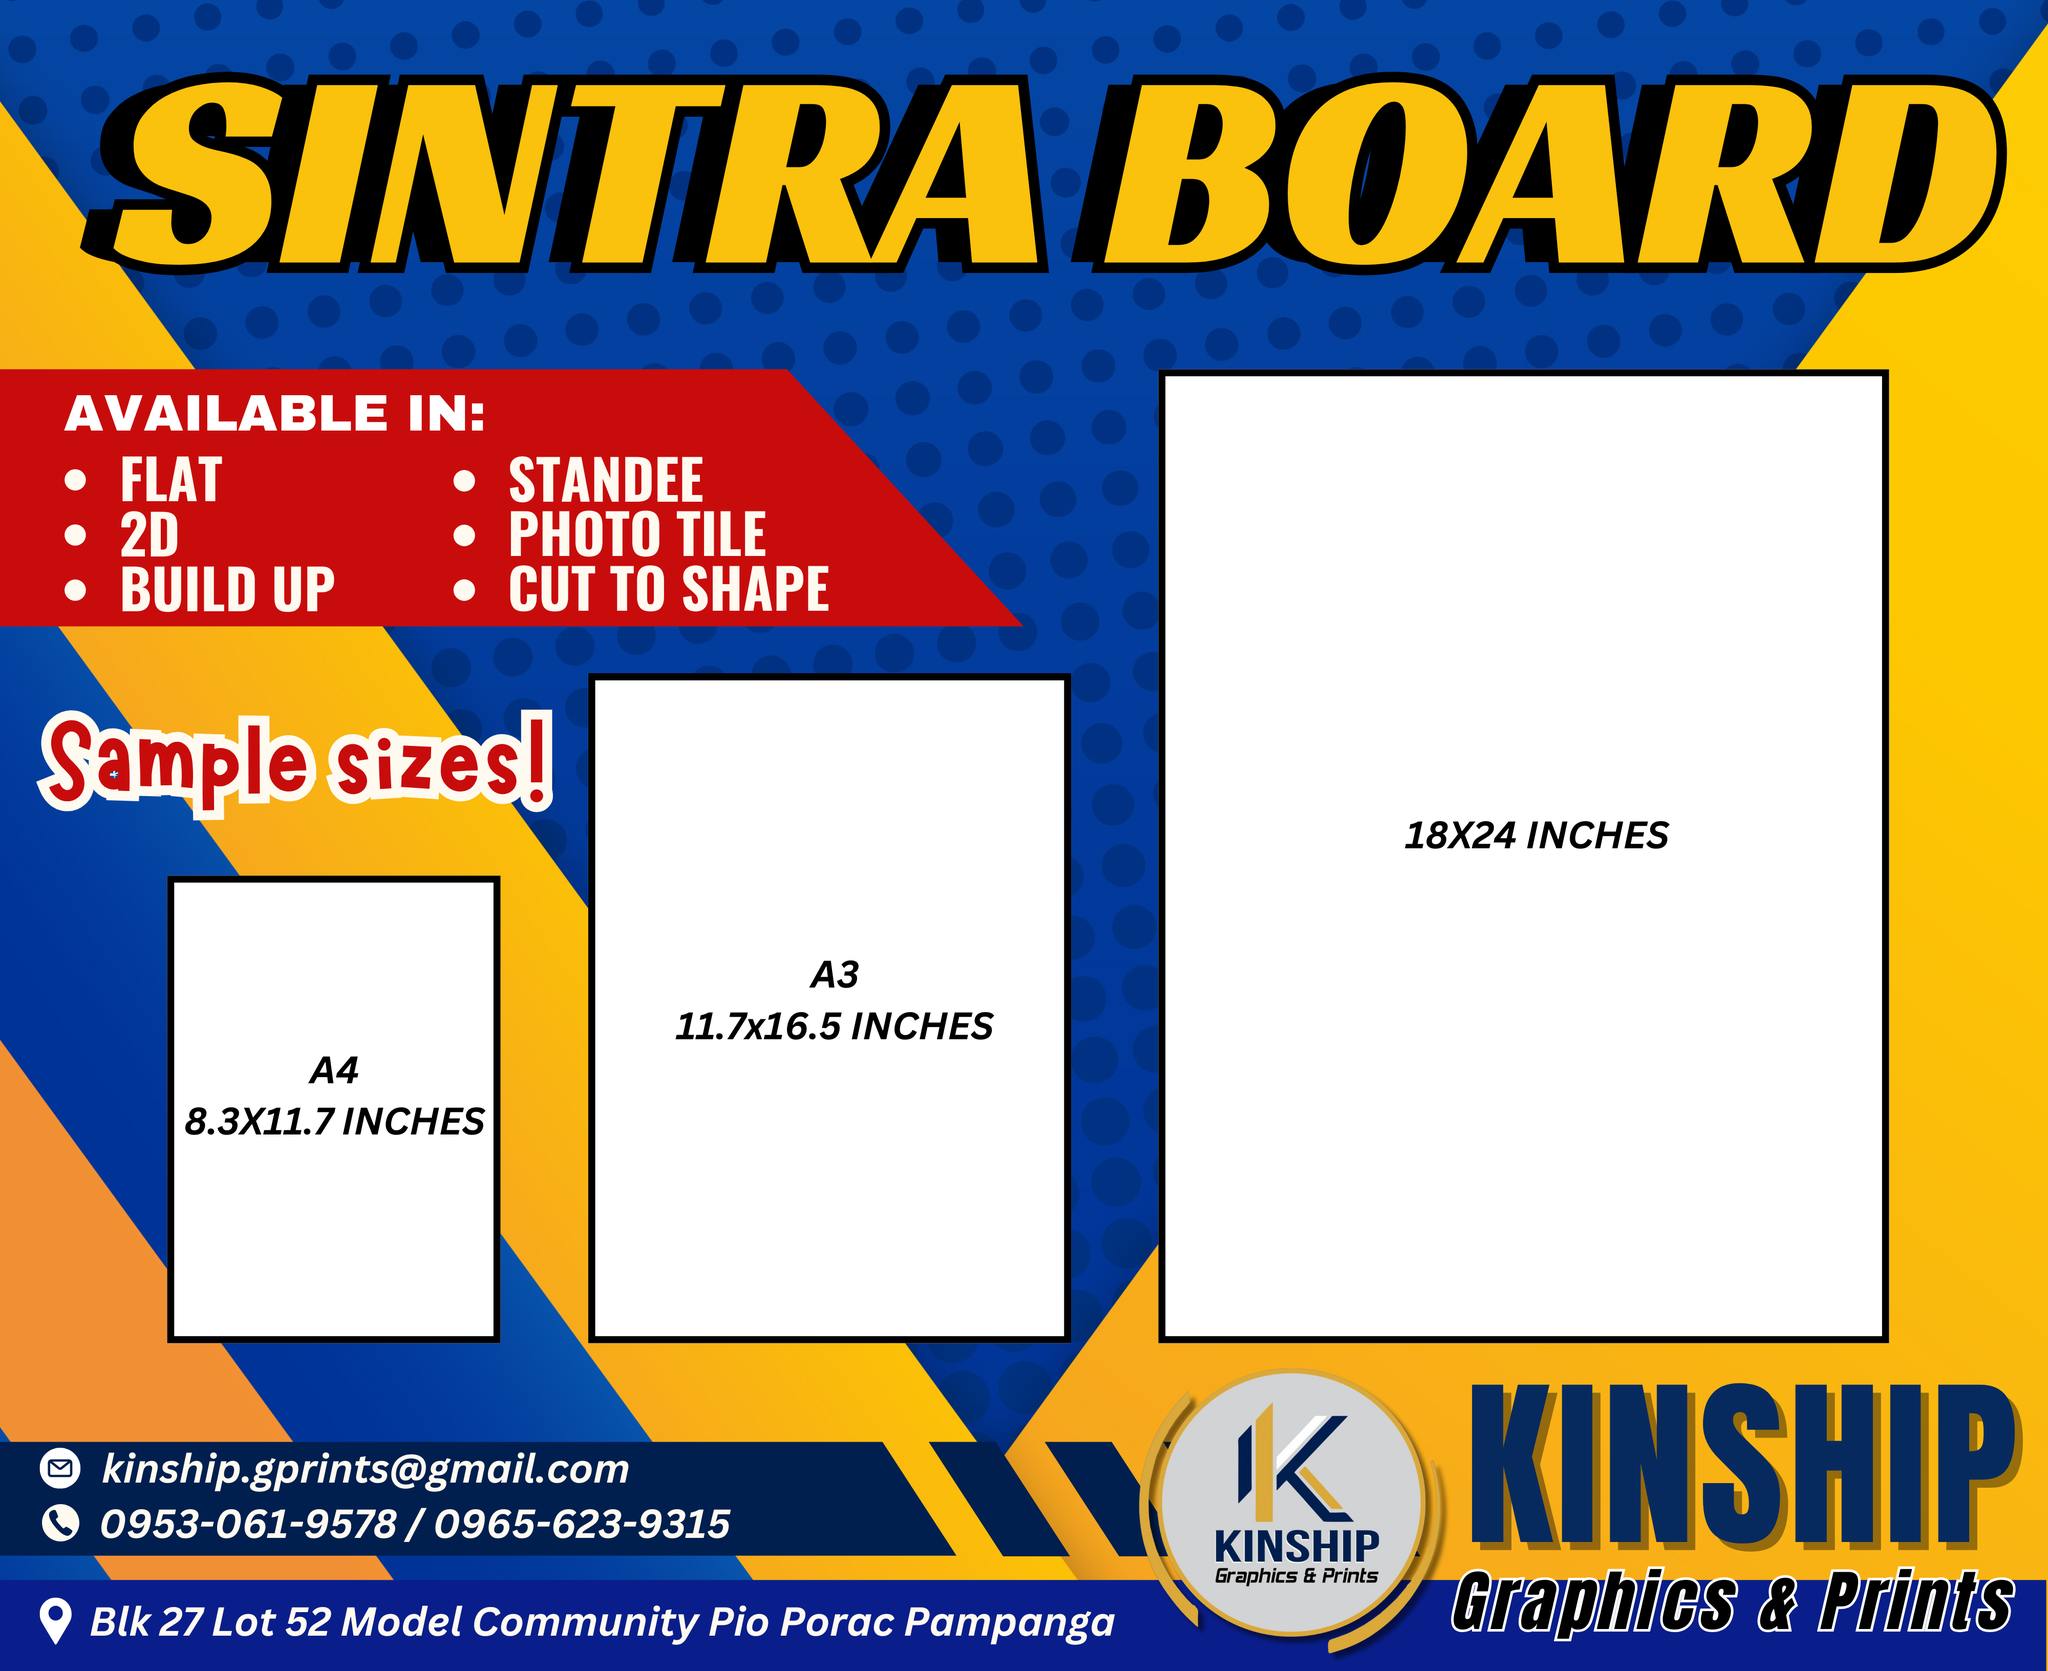 SINTRA BOARD
AVAILABLE IN:
• FLAT
• 2D
• BUILD UP
• STANDEE
• PHOTO TILE
• CUT TO SHAPE
Sample sizes!
A4
8.3X11.7 INCHES
A3
11.7x16.5 INCHES
18X24 INCHES
kinship.gprints@gmail.com
0953-061-9578 / 0965-623-9315
Blk 27 Lot 52 Model Community Pio Porac Pampanga
KINSHIP
Graphics & Prints
KINSHIP
Graphics & Prints